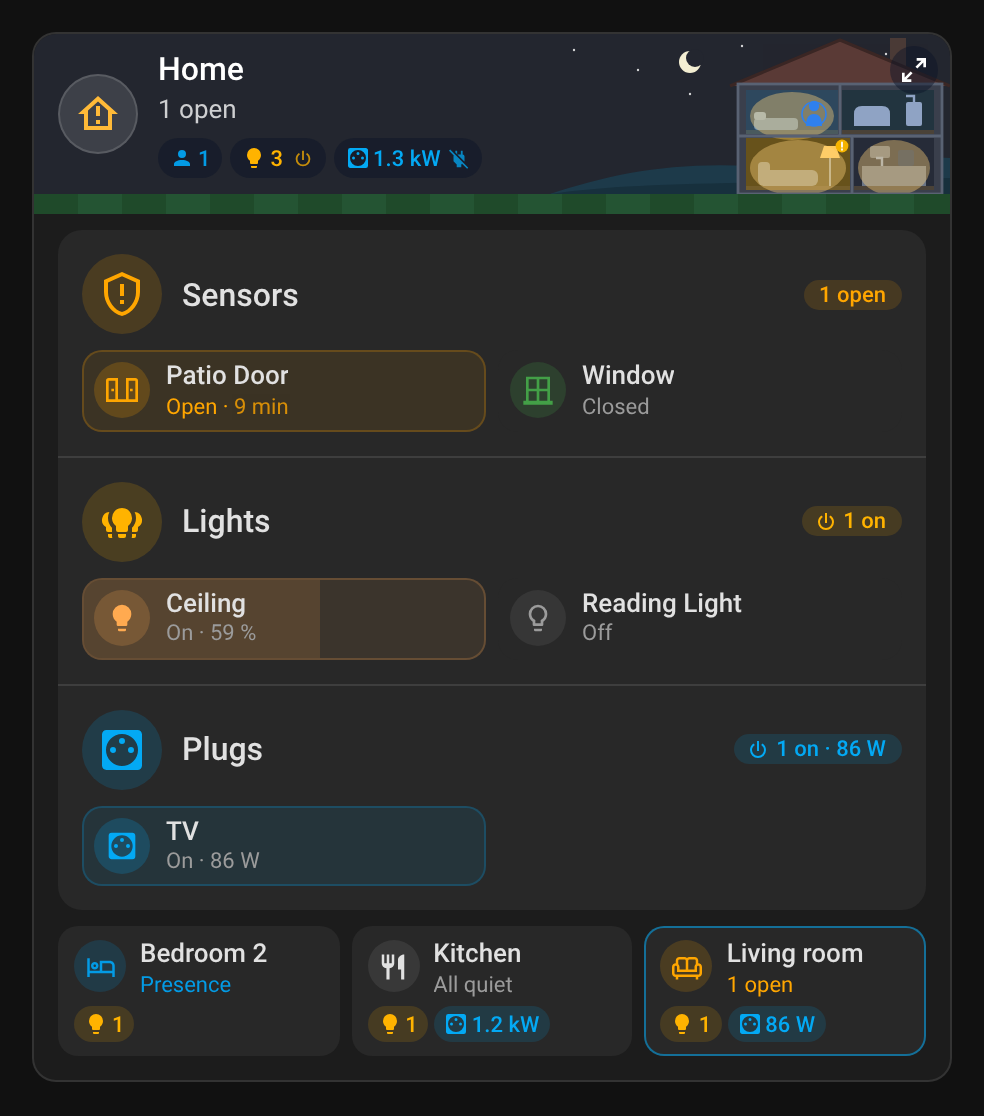 Home
1 open
1 3 1.3 kW
Sensors 1 open
Patio Door Window
Open · 9 min Closed
Lights 1 on
Ceiling Reading Light
On · 59 % Off
Plugs 1 on · 86 W
TV
On · 86 W
Bedroom 2 Kitchen Living room
Presence All quiet 1 open
1 1 1.2 kW 1 86 W